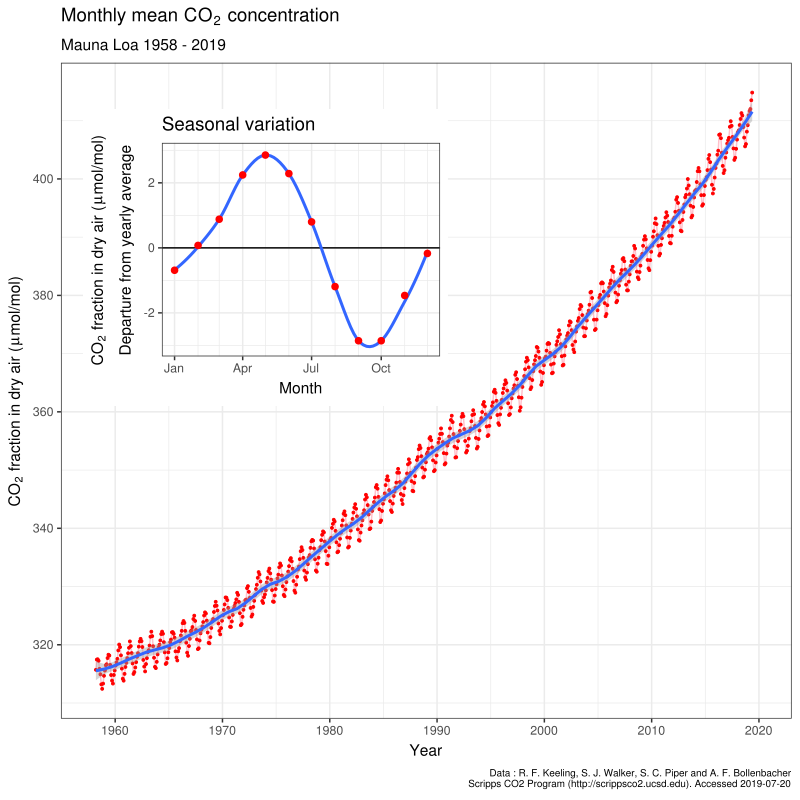 Monthly mean CO₂ concentration
Mauna Loa 1958 - 2019
CO₂ fraction in dry air (μmol/mol)
400
380
360
340
320
1960
1970
1980
1990
2000
2010
2020
Year
Seasonal variation
CO₂ fraction in dry air (μmol/mol)
Departure from yearly average
2
0
-2
Jan
Apr
Jul
Oct
Month
Data : R. F. Keeling, S. J. Walker, S. C. Piper and A. F. Bollenbacher
Scripps CO2 Program (http://scrippsco2.ucsd.edu). Accessed 2019-07-20